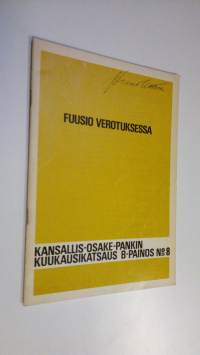 FUUSIO VEROTUKSESSA
KANSALLIS-OSAKE-PANKIN
KUUKAUSIKATSAUS B-PAINOS No 8